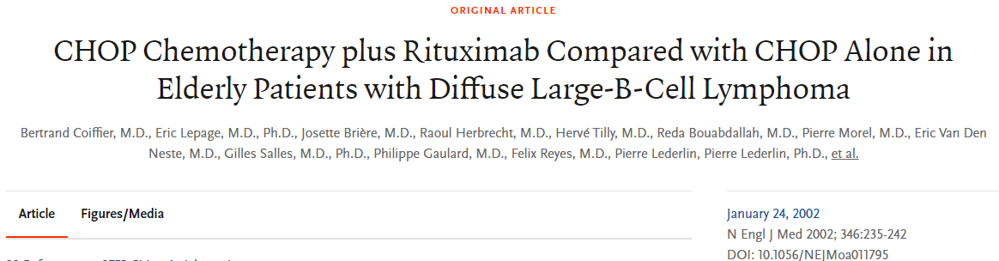 ORIGINAL ARTICLE
CHOP Chemotherapy plus Rituximab Compared with CHOP Alone in
Elderly Patients with Diffuse Large-B-Cell Lymphoma
Bertrand Coiffier, M.D., Eric Lepage, M.D., Ph.D., Josette Brière, M.D., Raoul Herbrecht, M.D., Hervé Tilly, M.D., Reda Bouabdallah, M.D., Pierre Morel, M.D., Eric Van Den
Neste, M.D., Gilles Salles, M.D., Ph.D., Philippe Gaulard, M.D., Felix Reyes, M.D., Pierre Lederlin, Pierre Lederlin, Ph.D., et al.
Article Figures/Media
January 24, 2002
N Engl J Med 2002; 346:235-242
DOI: 10.1056/NEJMoa011795